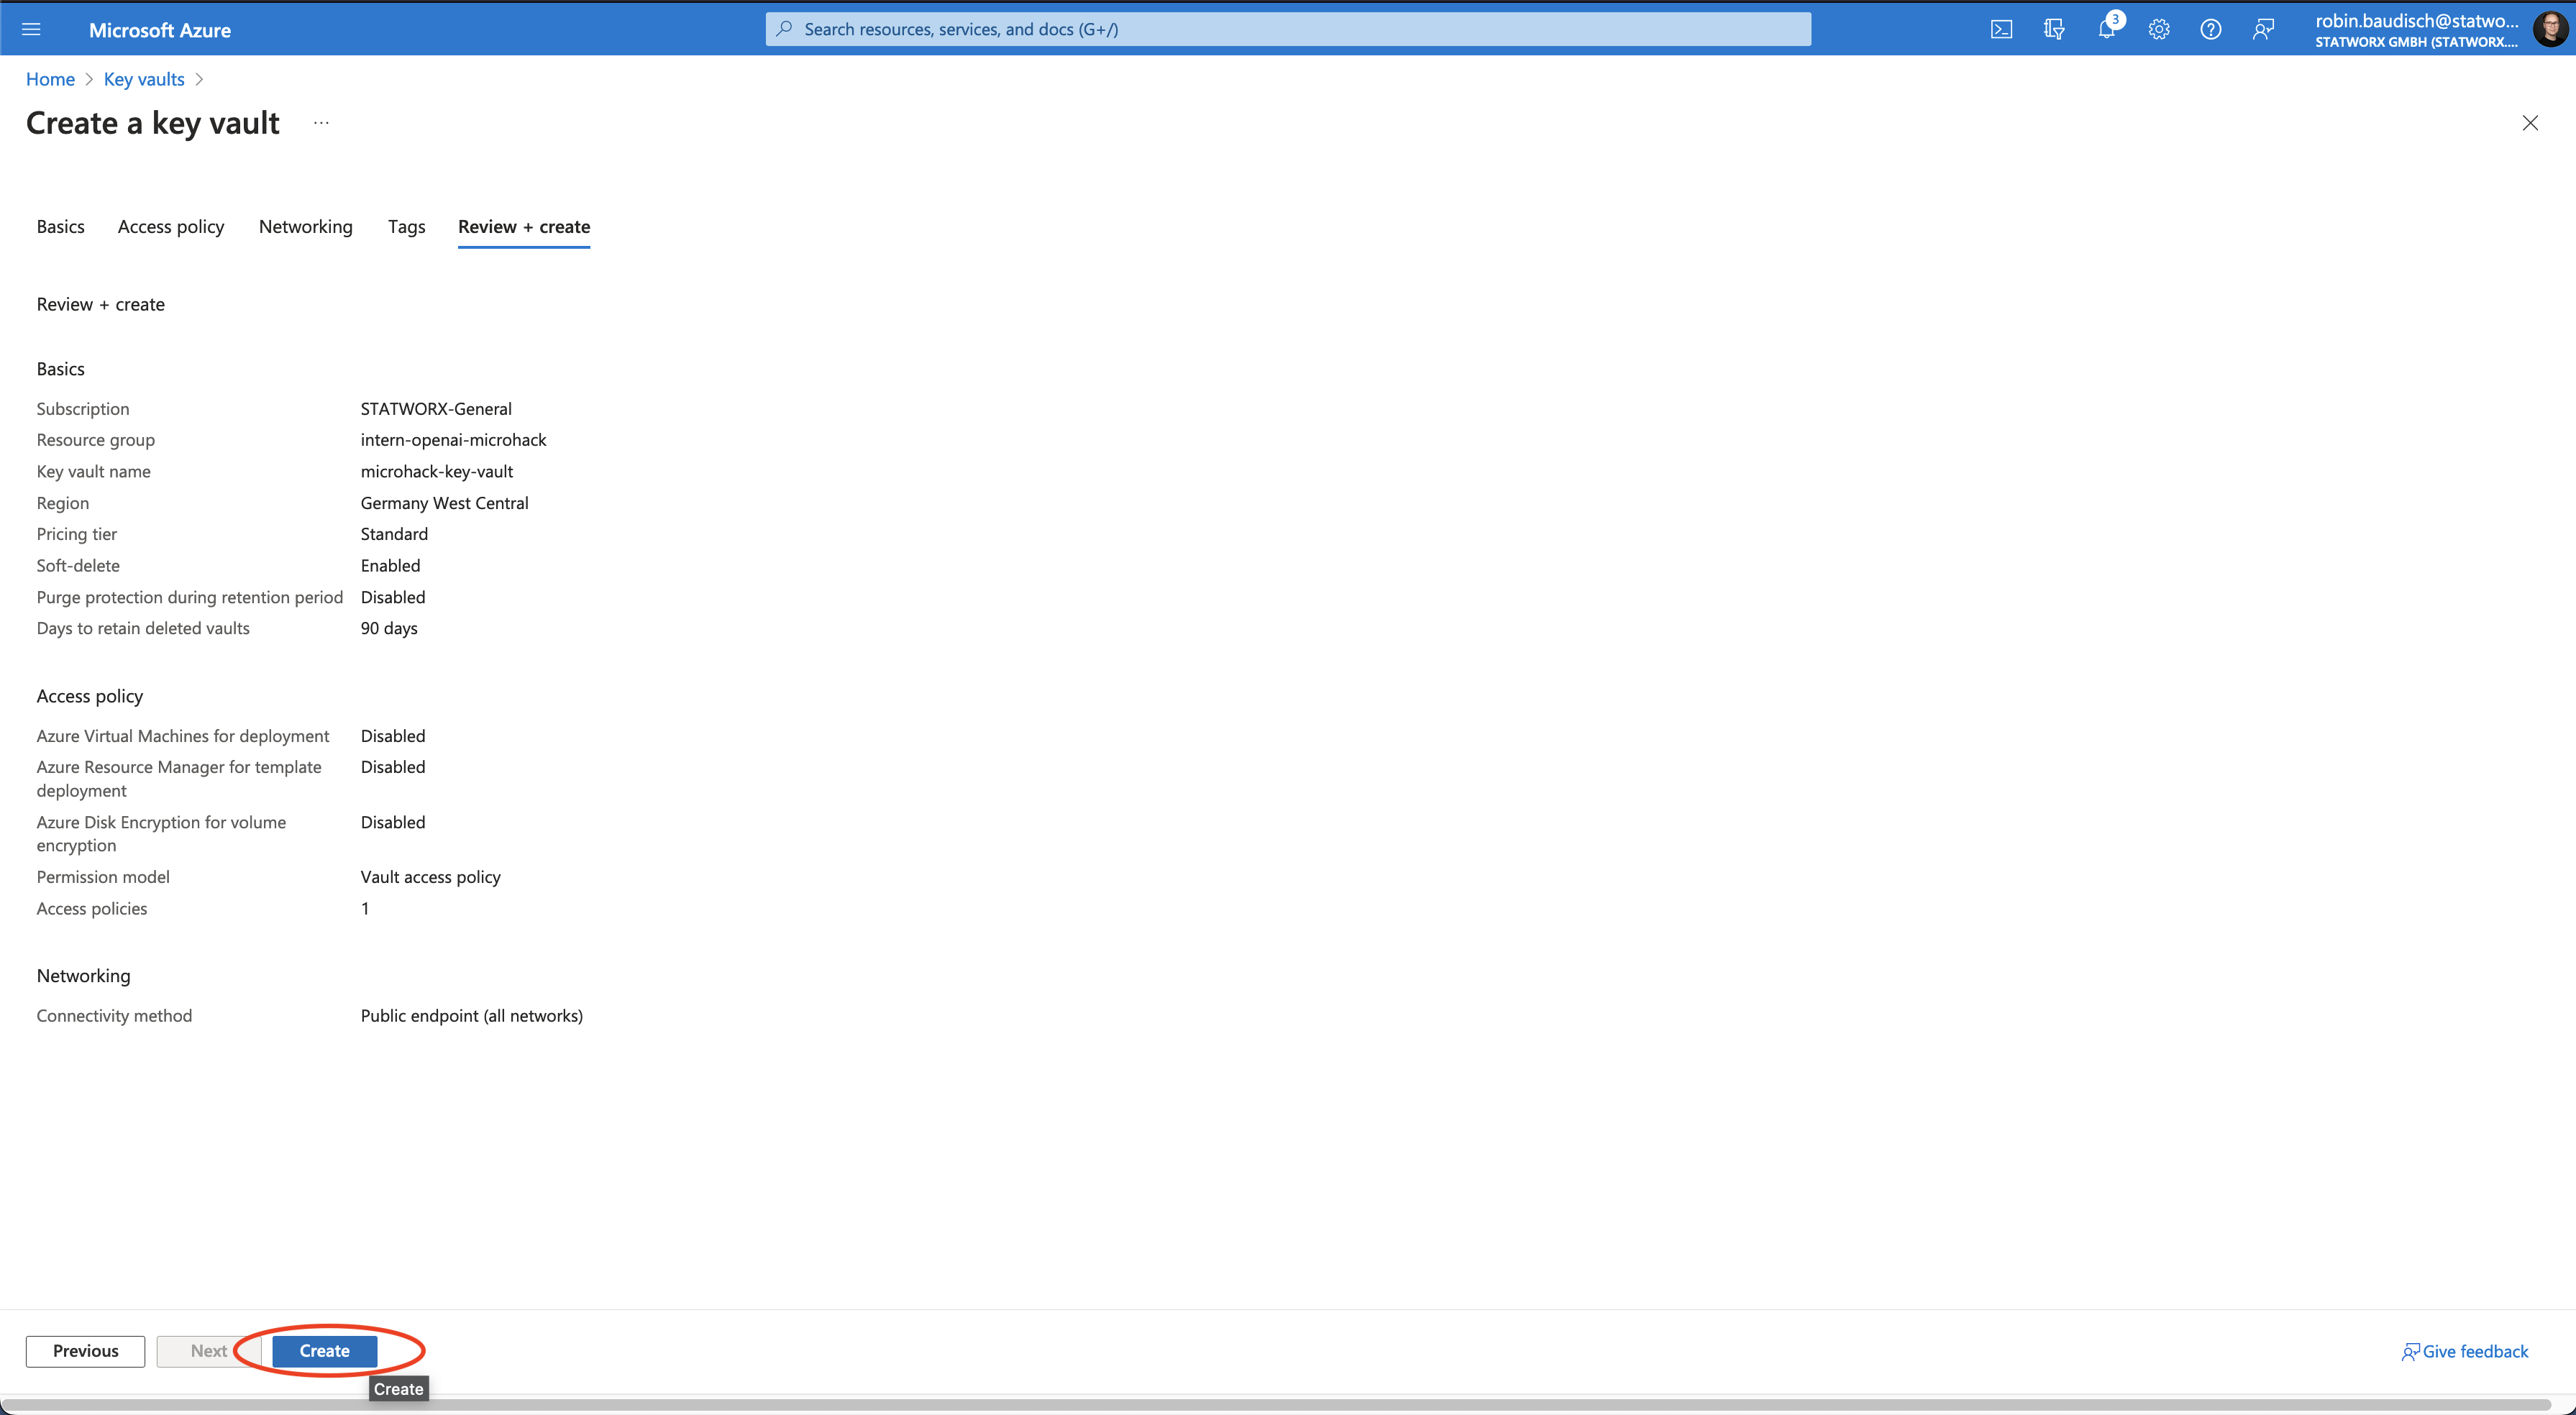 Microsoft Azure
Search resources, services, and docs (G+/)
3
robin.baudisch@statwo...
STATWORX GMBH (STATWORX....
Home > Key vaults >
Create a key vault ...
Basics Access policy Networking Tags Review + create
Review + create
Basics
Subscription STATWORX-General
Resource group intern-openai-microhack
Key vault name microhack-key-vault
Region Germany West Central
Pricing tier Standard
Soft-delete Enabled
Purge protection during retention period Disabled
Days to retain deleted vaults 90 days
Access policy
Azure Virtual Machines for deployment Disabled
Azure Resource Manager for template Disabled
deployment
Azure Disk Encryption for volume Disabled
encryption
Permission model Vault access policy
Access policies 1
Networking
Connectivity method Public endpoint (all networks)
Previous Next Create
Give feedback
Create